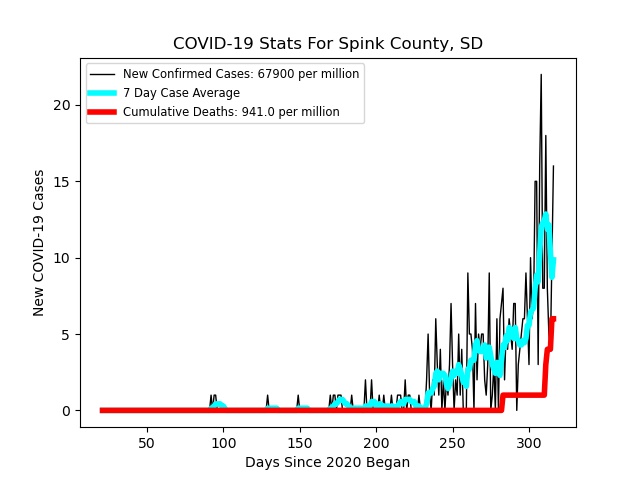 COVID-19 Stats For Spink County, SD
New Confirmed Cases: 67900 per million
7 Day Case Average
Cumulative Deaths: 941.0 per million
New COVID-19 Cases
20
15
10
5
0
50 100 150 200 250 300
Days Since 2020 Began